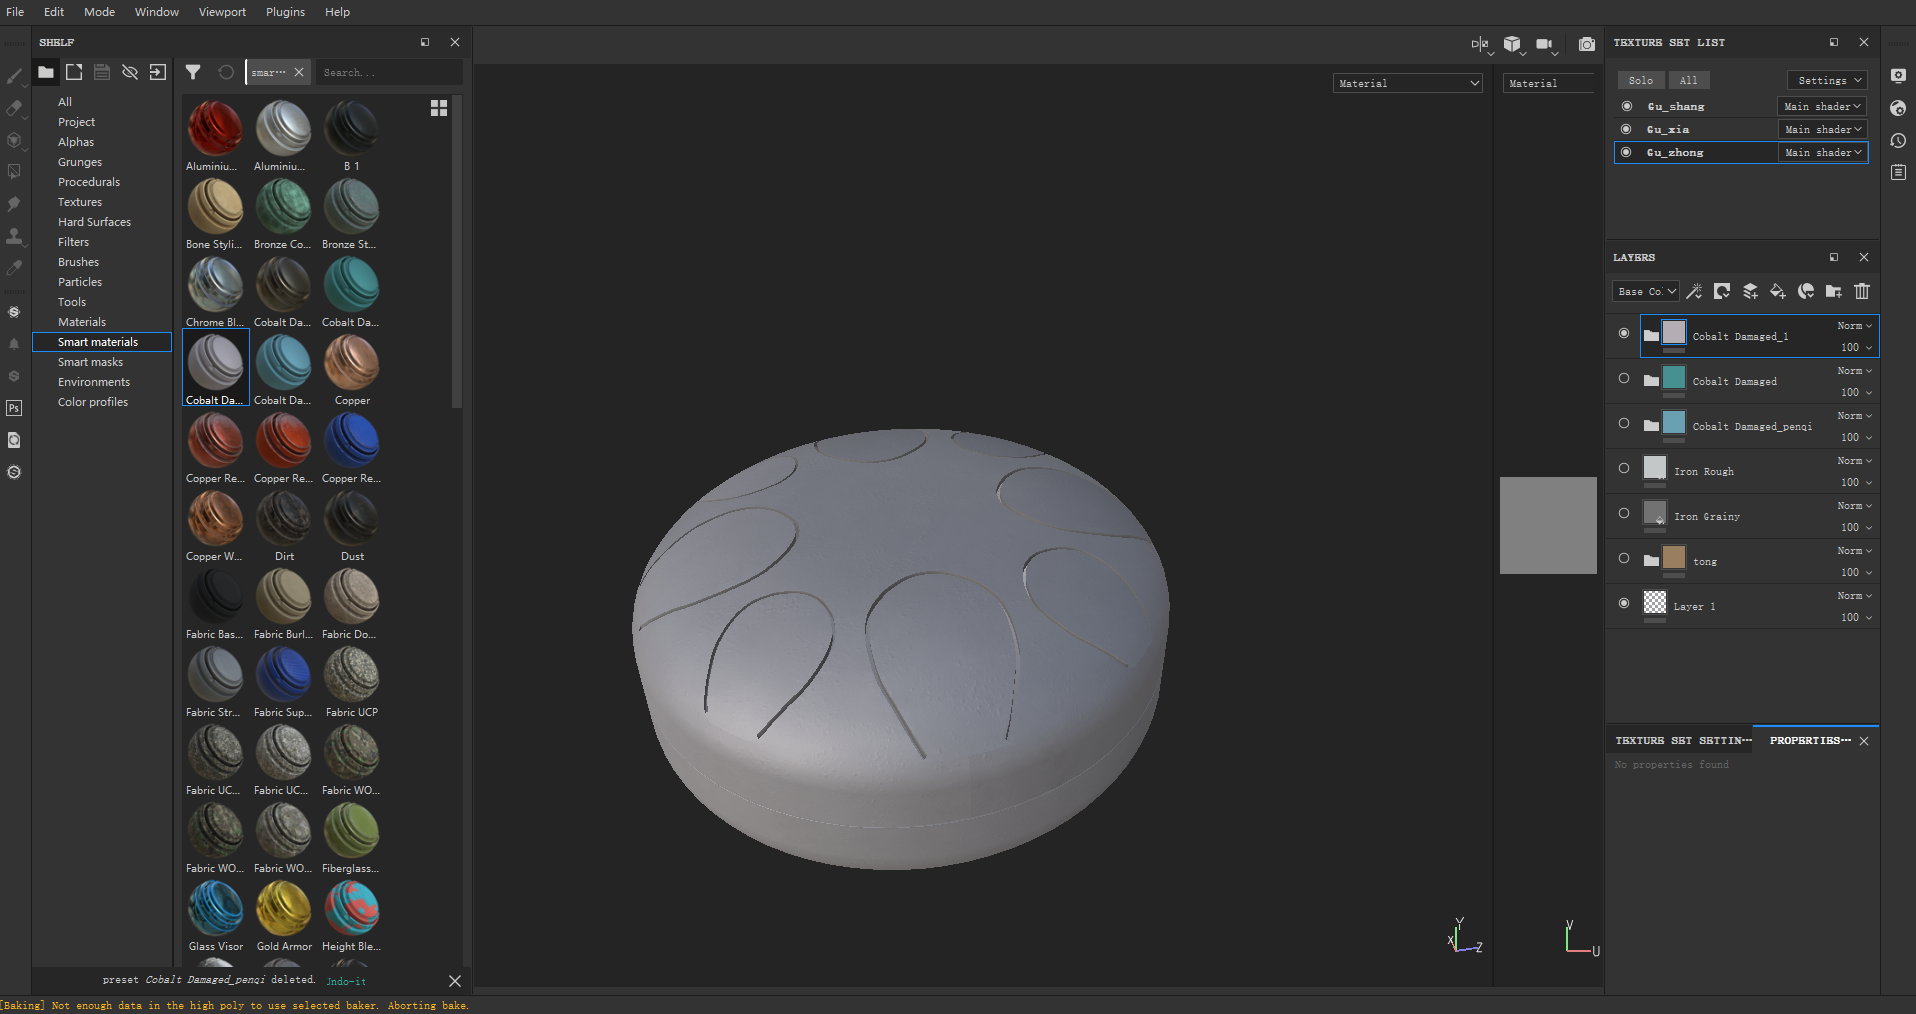 File Edit Mode Window Viewport Plugins Help
SHELF
smar···
Search...
All
Project
Alphas
Grunges
Procedurals
Textures
Hard Surfaces
Filters
Brushes
Particles
Tools
Materials
Smart materials
Smart masks
Environments
Color profiles
Aluminiu... Aluminiu... B 1
Bone Styli... Bronze Co... Bronze St...
Chrome Bl... Cobalt Da... Cobalt Da...
Cobalt Da... Cobalt Da... Copper
Copper Re... Copper Re... Copper Re...
Copper W... Dirt Dust
Fabric Bas... Fabric Burl... Fabric Do...
Fabric Str... Fabric Sup... Fabric UCP
Fabric UC... Fabric UC... Fabric WO...
Fabric WO... Fabric WO... Fiberglass...
Glass Visor Gold Armor Height Ble...
preset Cobalt Damaged_penqi deleted. Jndo-it
[Baking] Not enough data in the high poly to use selected baker. Aborting bake.
Ps
Material
Material
Y
X
Z
V
U
TEXTURE SET LIST
Solo All Settings
Gu_shang Main shader
Gu_xia Main shader
Gu_zhong Main shader
LAYERS
Base Co:
Cobalt Damaged_1 Norm 100
Cobalt Damaged Norm 100
Cobalt Damaged_penqi Norm 100
Iron Rough Norm 100
Iron Grainy Norm 100
tong Norm 100
Layer 1 Norm 100
TEXTURE SET SETTIN··· PROPERTIES···
No properties found